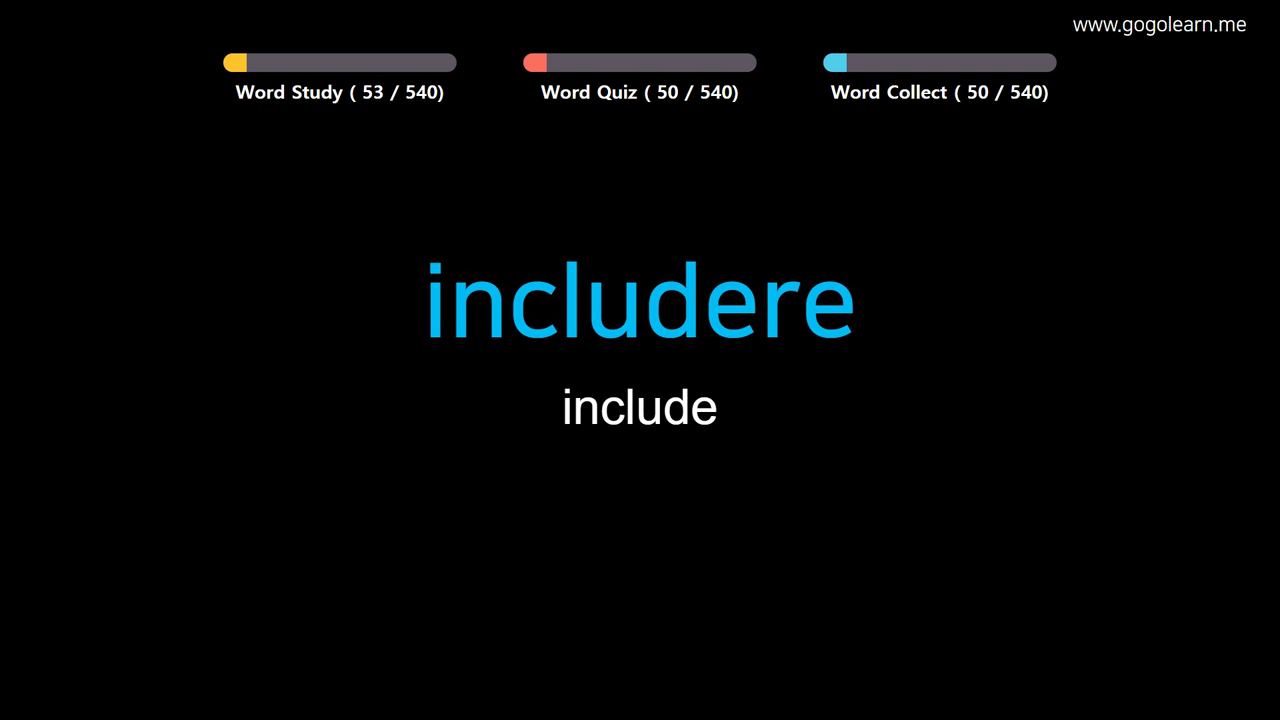 www.gogolearn.me
Word Study ( 53 / 540)
Word Quiz ( 50 / 540)
Word Collect ( 50 / 540)
includere
include